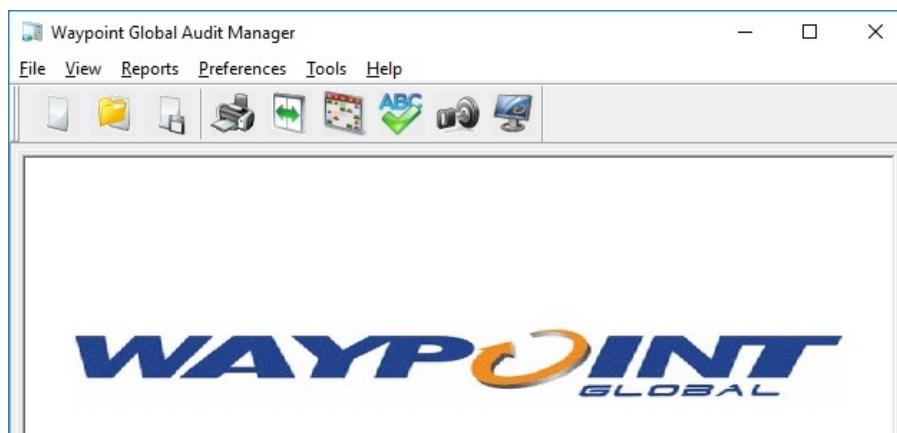 Waypoint Global Audit Manager
File View Reports Preferences Tools Help
ABC
WAYPOINT
GLOBAL